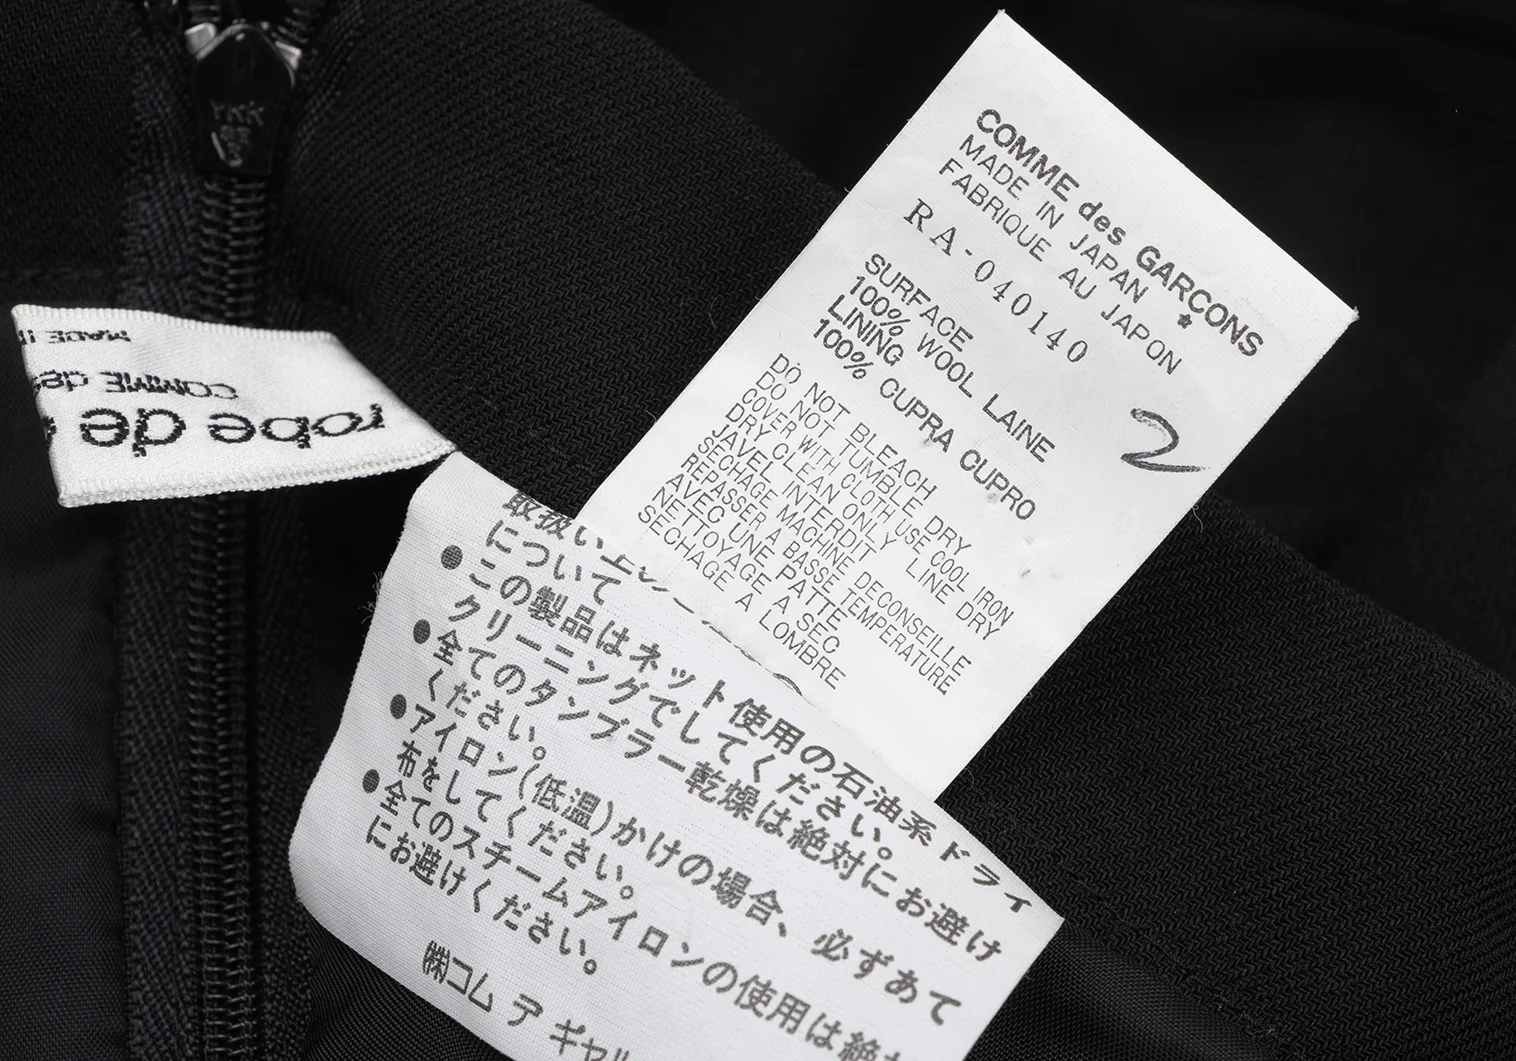 YKK
MADE IN
COMME des
robe de
COMME des GARCONS
MADE IN JAPAN *
FABRIQUE AU JAPON
RA-040140
SURFACE
100% WOOL LAINE
LINING
100% CUPRA CUPRO
2
DO NOT BLEACH
DO NOT TUMBLE DRY
COVER WITH CLOTH USE COOL IRON
DRY CLEAN ONLY LINE DRY
JAVEL INTERDIT
SECHAGE MACHINE DECONSEILLE
REPASSER A BASSE TEMPERATURE
AVEC UNE PATTE
NETTOYAGE A SEC
SECHAGE A LOMBRE
取扱い上
について
●この製品はネット使用の石油系ドライ
クリーニングでしてください。
●全てのタンブラー乾燥は絶対にお避け
ください。
●アイロン(低温)かけの場合、必ずあて
布をしてください。
●全てのスチームアイロンの使用は絶対
にお避けください。
㈱コム デ ギャル